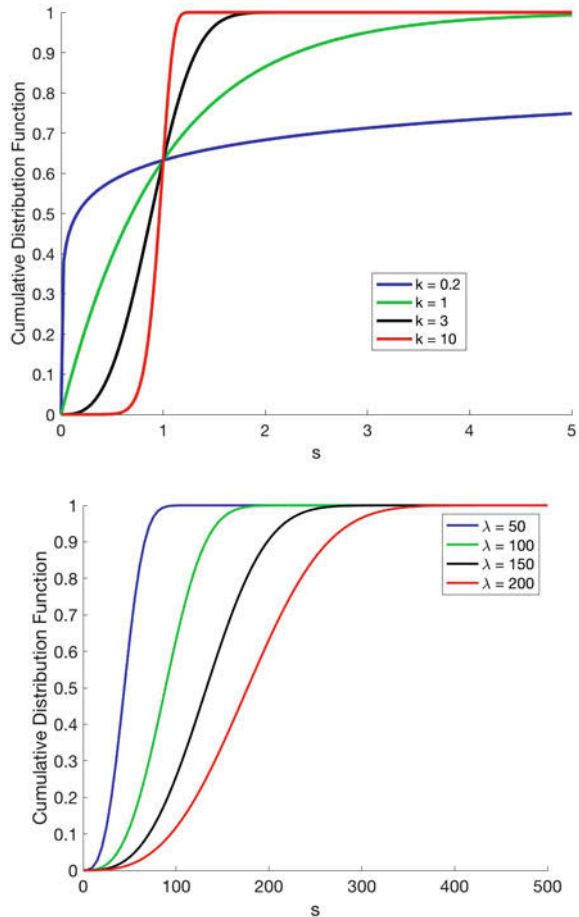 Cumulative Distribution Function
1
0.9
0.8
0.7
0.6
0.5
0.4
0.3
0.2
0.1
0
k = 0.2
k = 1
k = 3
k = 10
0 1 2 3 4 5
s
Cumulative Distribution Function
1
0.9
0.8
0.7
0.6
0.5
0.4
0.3
0.2
0.1
0
λ = 50
λ = 100
λ = 150
λ = 200
0 100 200 300 400 500
s